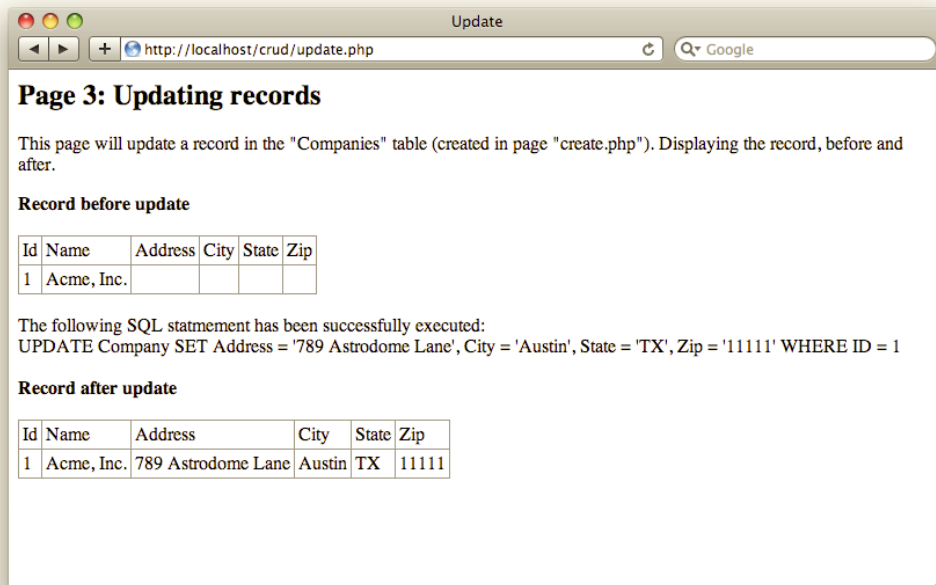 Update
http://localhost/crud/update.php
Google
Page 3: Updating records
This page will update a record in the "Companies" table (created in page "create.php"). Displaying the record, before and
after.
Record before update
Id Name Address City State Zip
1 Acme, Inc.
The following SQL statmement has been successfully executed:
UPDATE Company SET Address = '789 Astrodome Lane', City = 'Austin', State = 'TX', Zip = '11111' WHERE ID = 1
Record after update
Id Name Address City State Zip
1 Acme, Inc. 789 Astrodome Lane Austin TX 11111